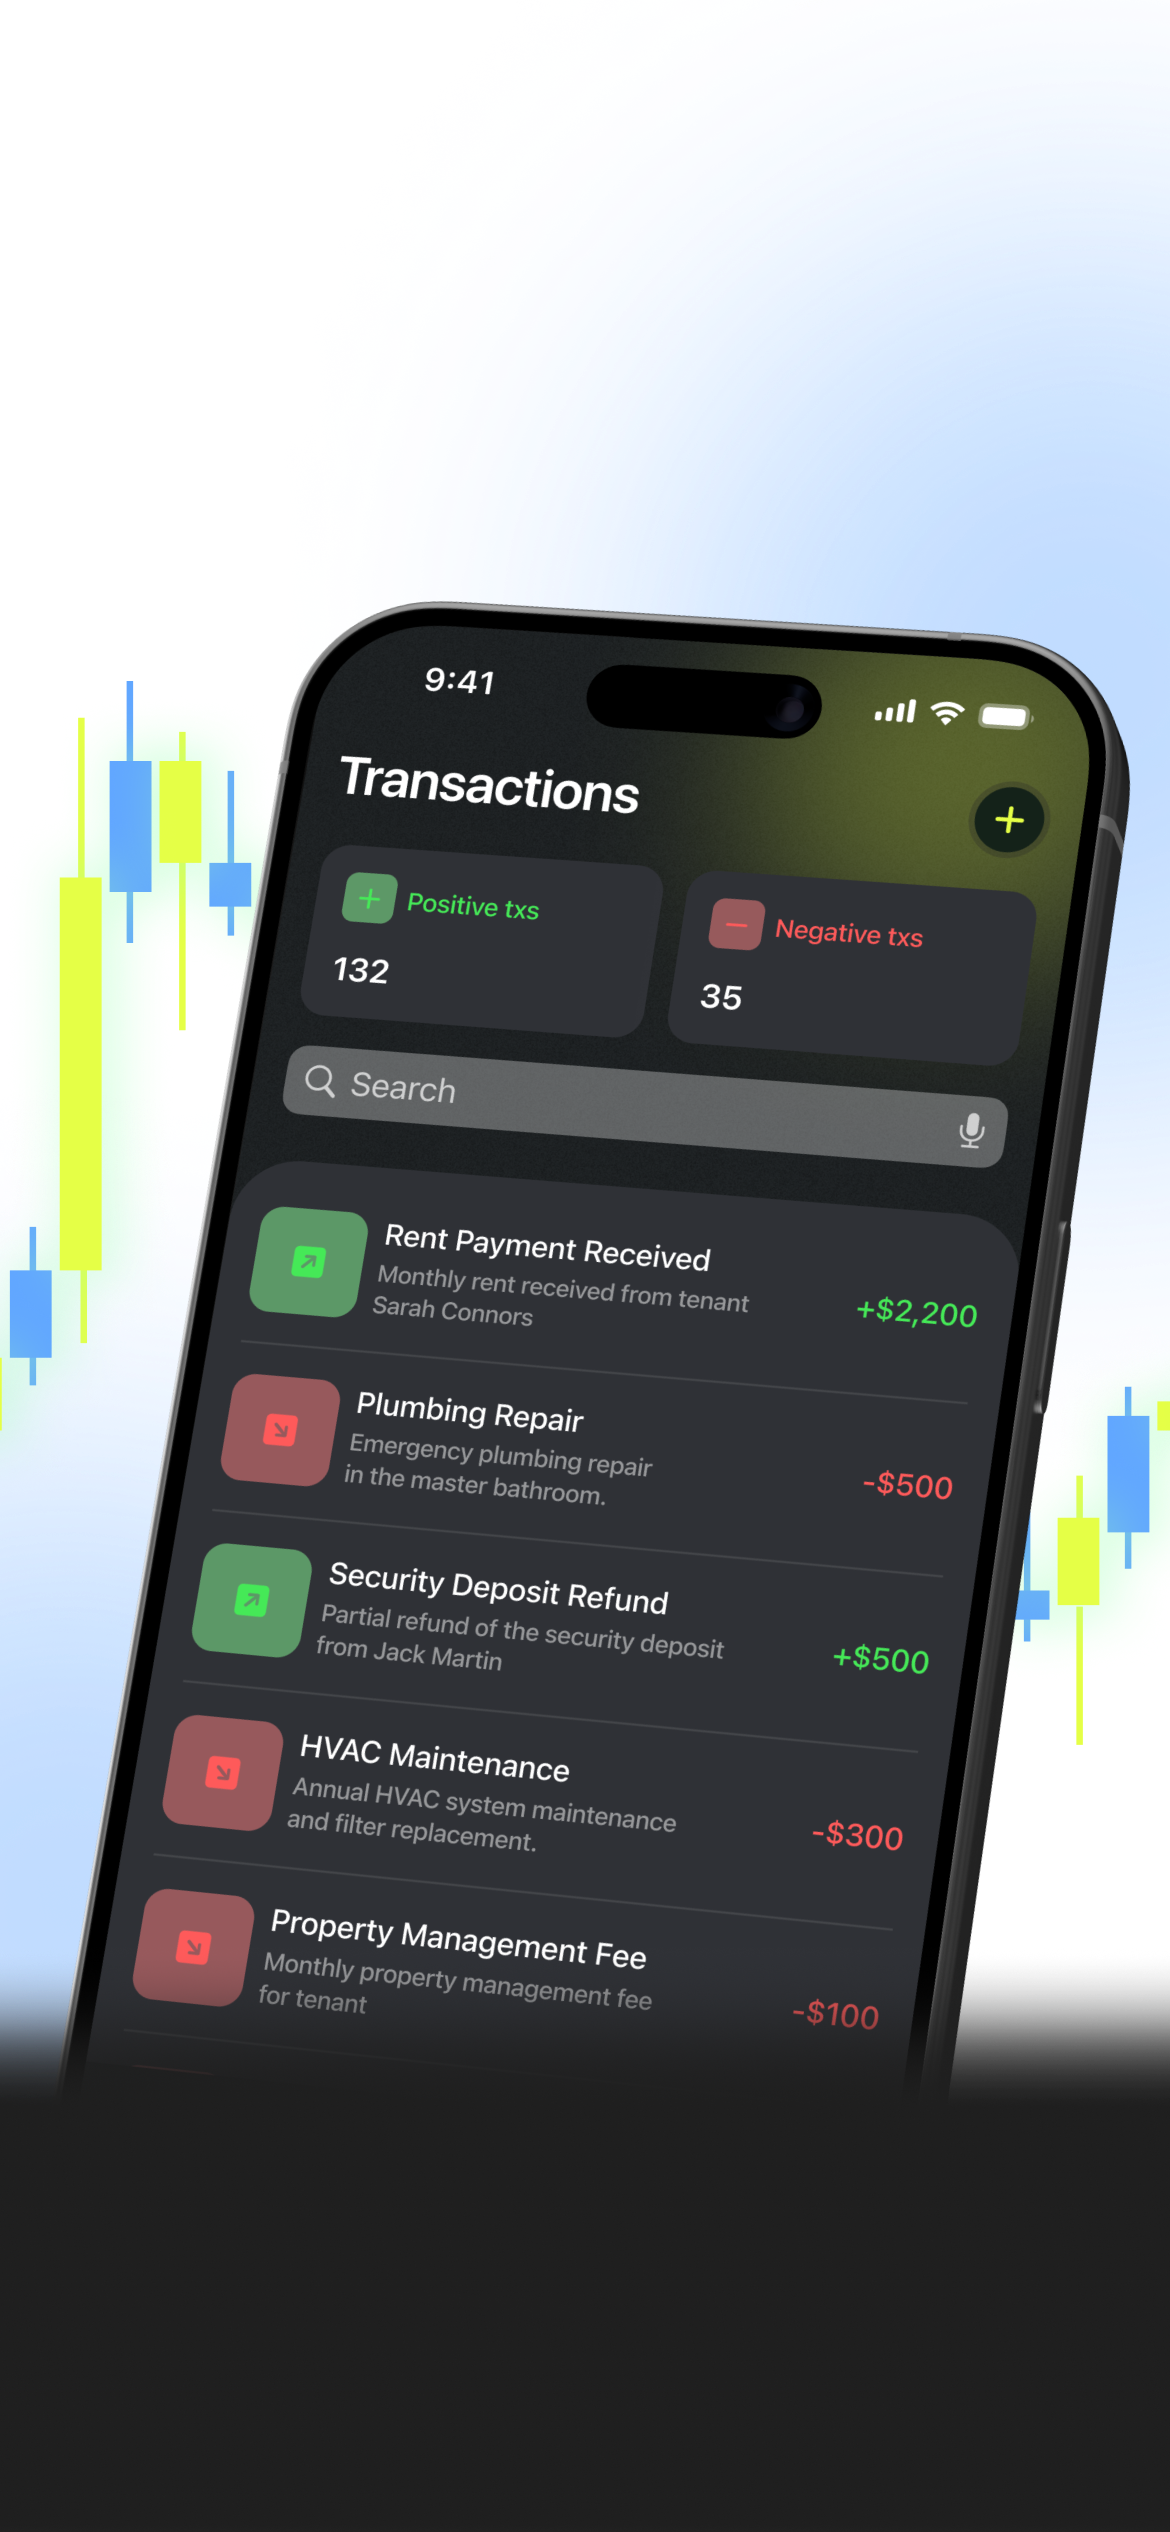 9:41
Transactions
Positive txs
132
Negative txs
35
Search
Rent Payment Received
Monthly rent received from tenant
Sarah Connors
+$2,200
Plumbing Repair
Emergency plumbing repair
in the master bathroom.
-$500
Security Deposit Refund
Partial refund of the security deposit
from Jack Martin
+$500
HVAC Maintenance
Annual HVAC system maintenance
and filter replacement.
-$300
Property Management Fee
Monthly property management fee
for tenant
-$100